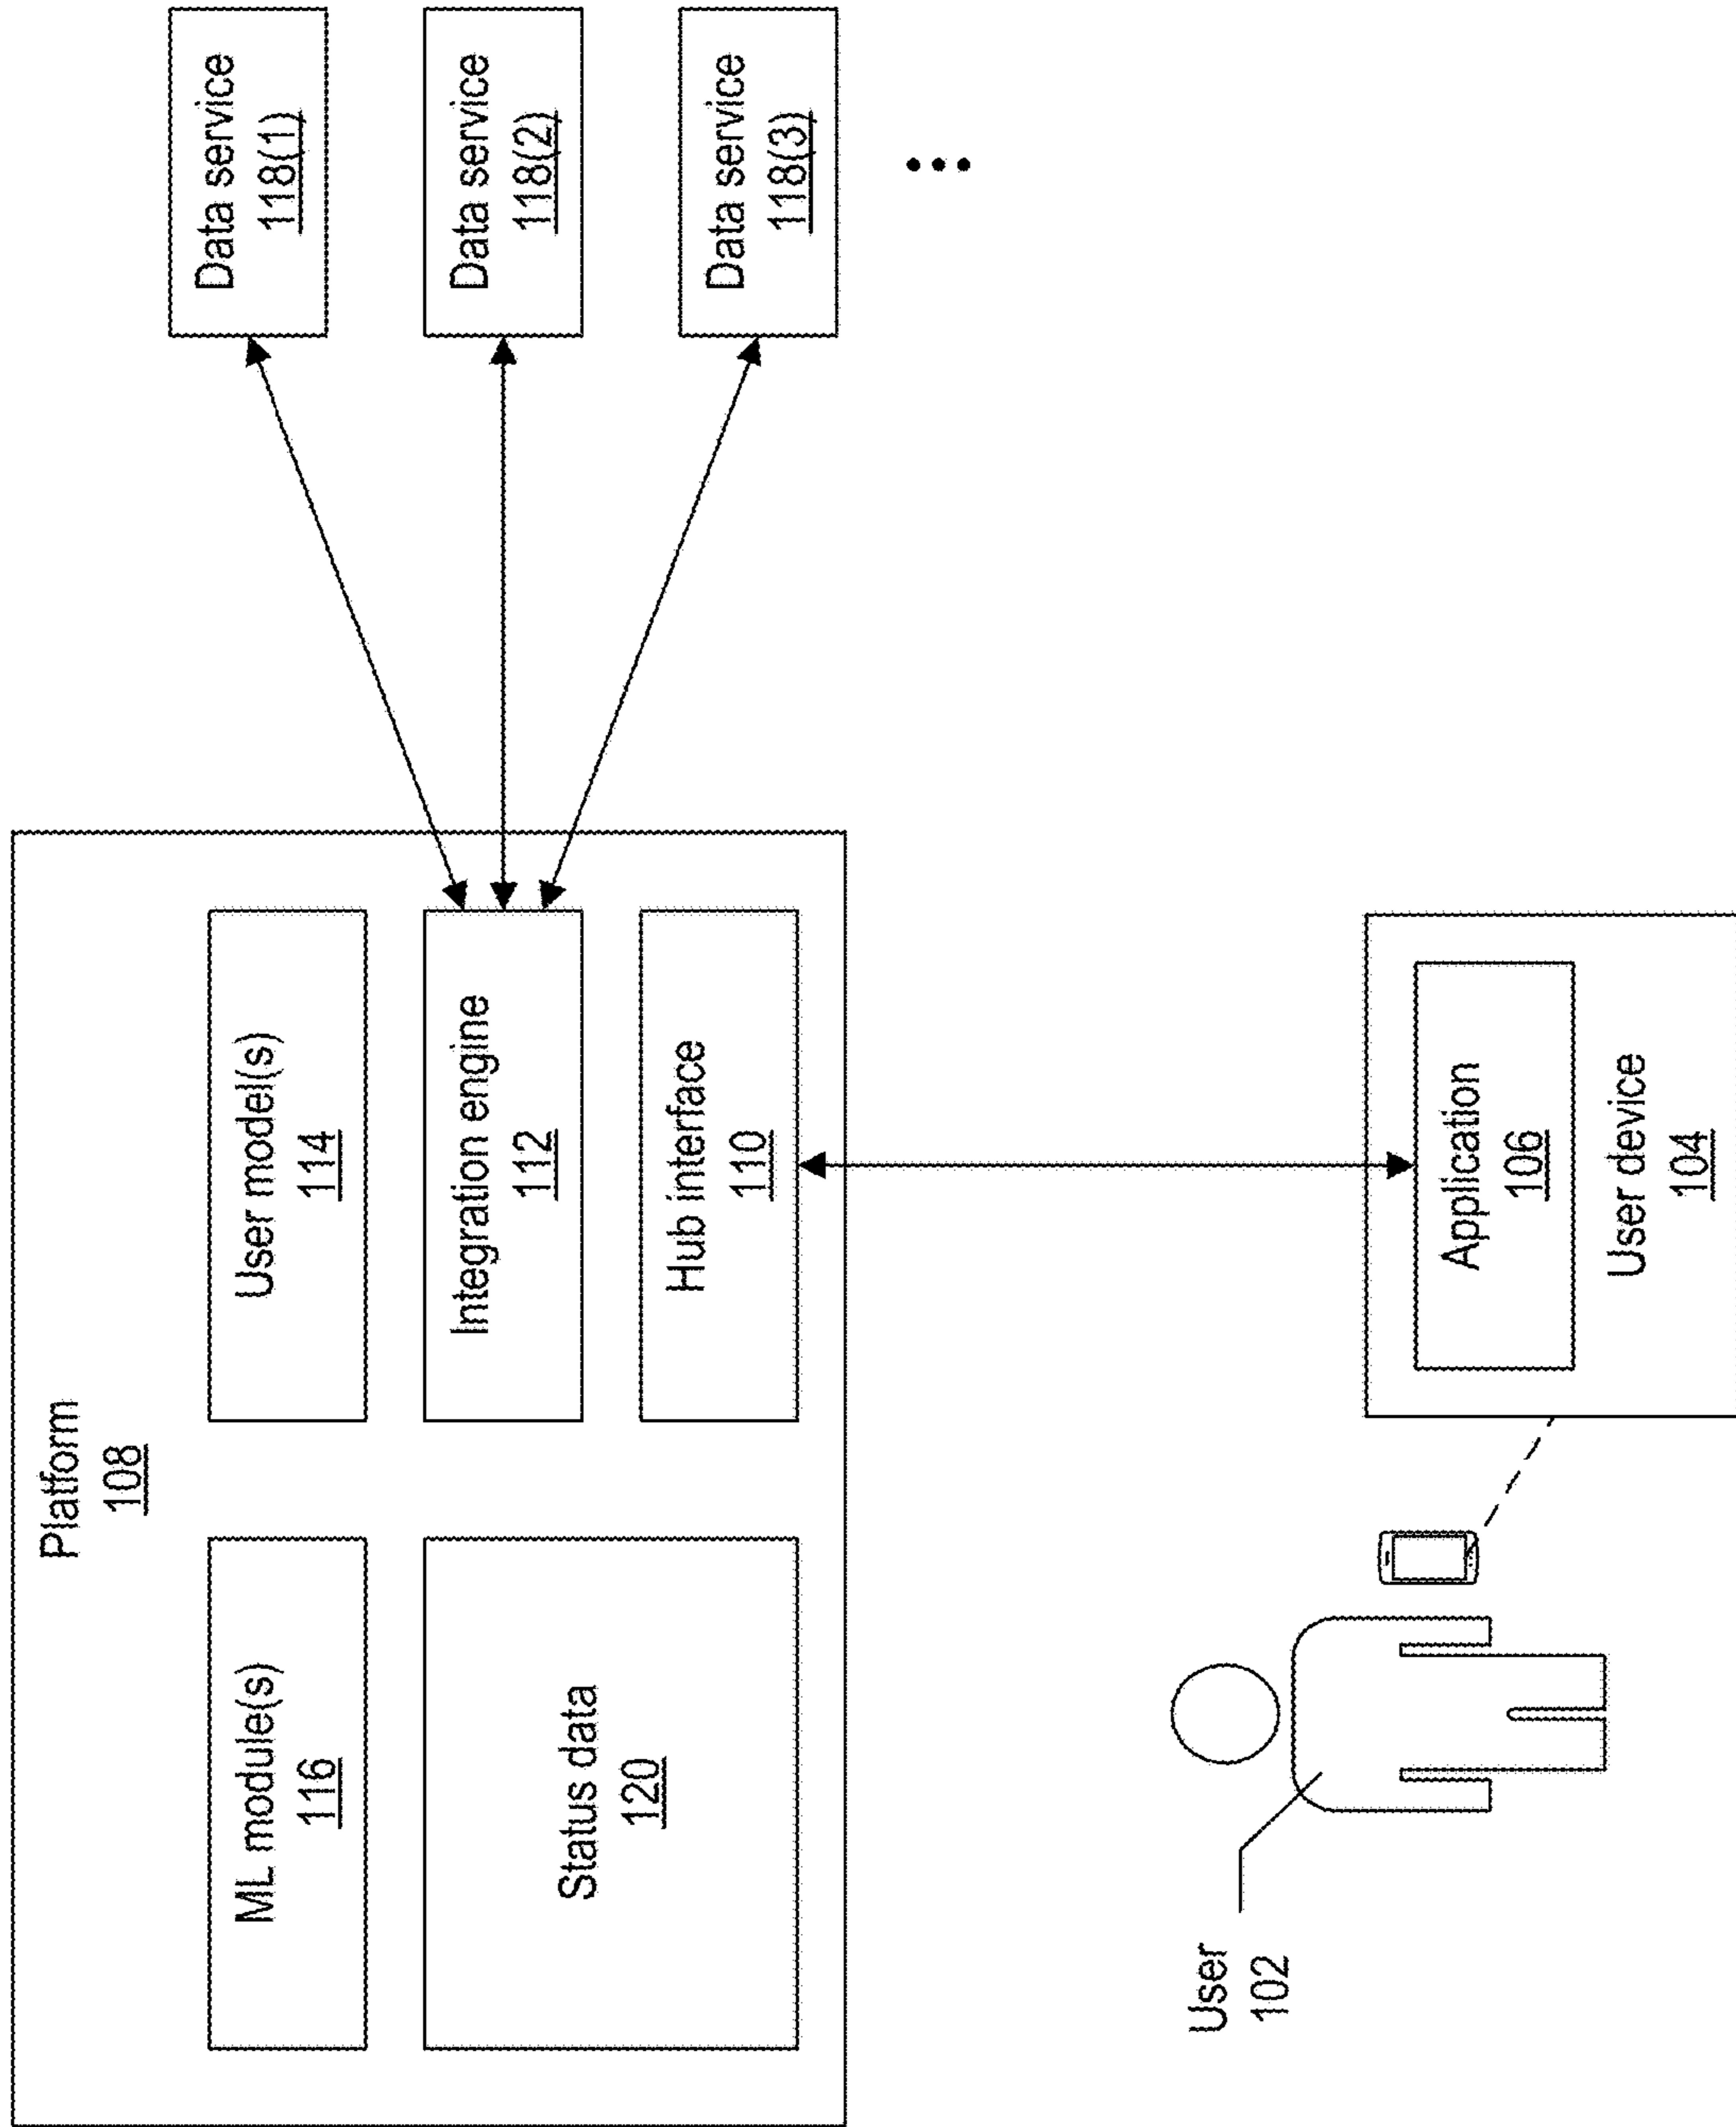 Platform
108
ML module(s)
116
User model(s)
114
Status data
120
Integration engine
112
Hub interface
110
Data service
118(1)
Data service
118(2)
Data service
118(3)
...
User
102
Application
106
User device
104